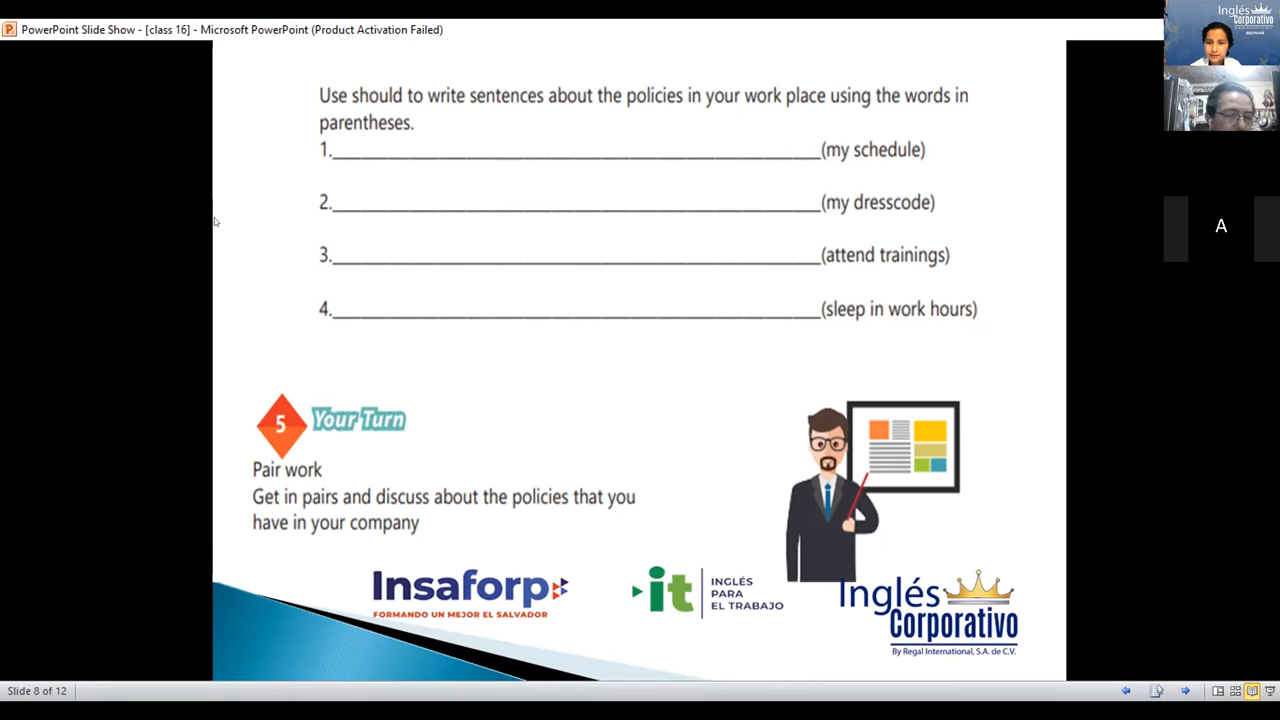 PowerPoint Slide Show - [class 16] - Microsoft PowerPoint (Product Activation Failed)
Inglés
Corporativo
Use should to write sentences about the policies in your work place using the words in
parentheses.
1.______________________________(my schedule)
2.______________________________(my dresscode)
3.______________________________(attend trainings)
4.______________________________(sleep in work hours)
A
5 Your Turn
Pair work
Get in pairs and discuss about the policies that you
have in your company
Insaforp
FORMANDO UN MEJOR EL SALVADOR
it
INGLÉS
PARA
EL TRABAJO
Inglés
Corporativo
By Regal International, S.A. de C.V.
Slide 8 of 12